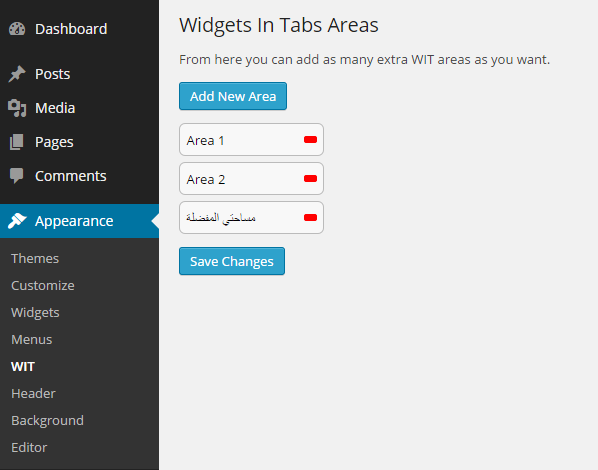 Dashboard
Posts
Media
Pages
Comments
Appearance
Themes
Customize
Widgets
Menus
WIT
Header
Background
Editor
Widgets In Tabs Areas
From here you can add as many extra WIT areas as you want.
Add New Area
Area 1
Area 2
مساحتي المفضلة
Save Changes